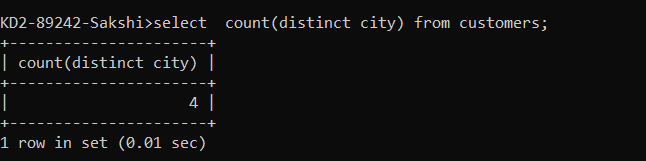 KD2-89242-Sakshi>select  count(distinct city) from customers;
+----------------------+
| count(distinct city) |
+----------------------+
|                    4 |
+----------------------+
1 row in set (0.01 sec)